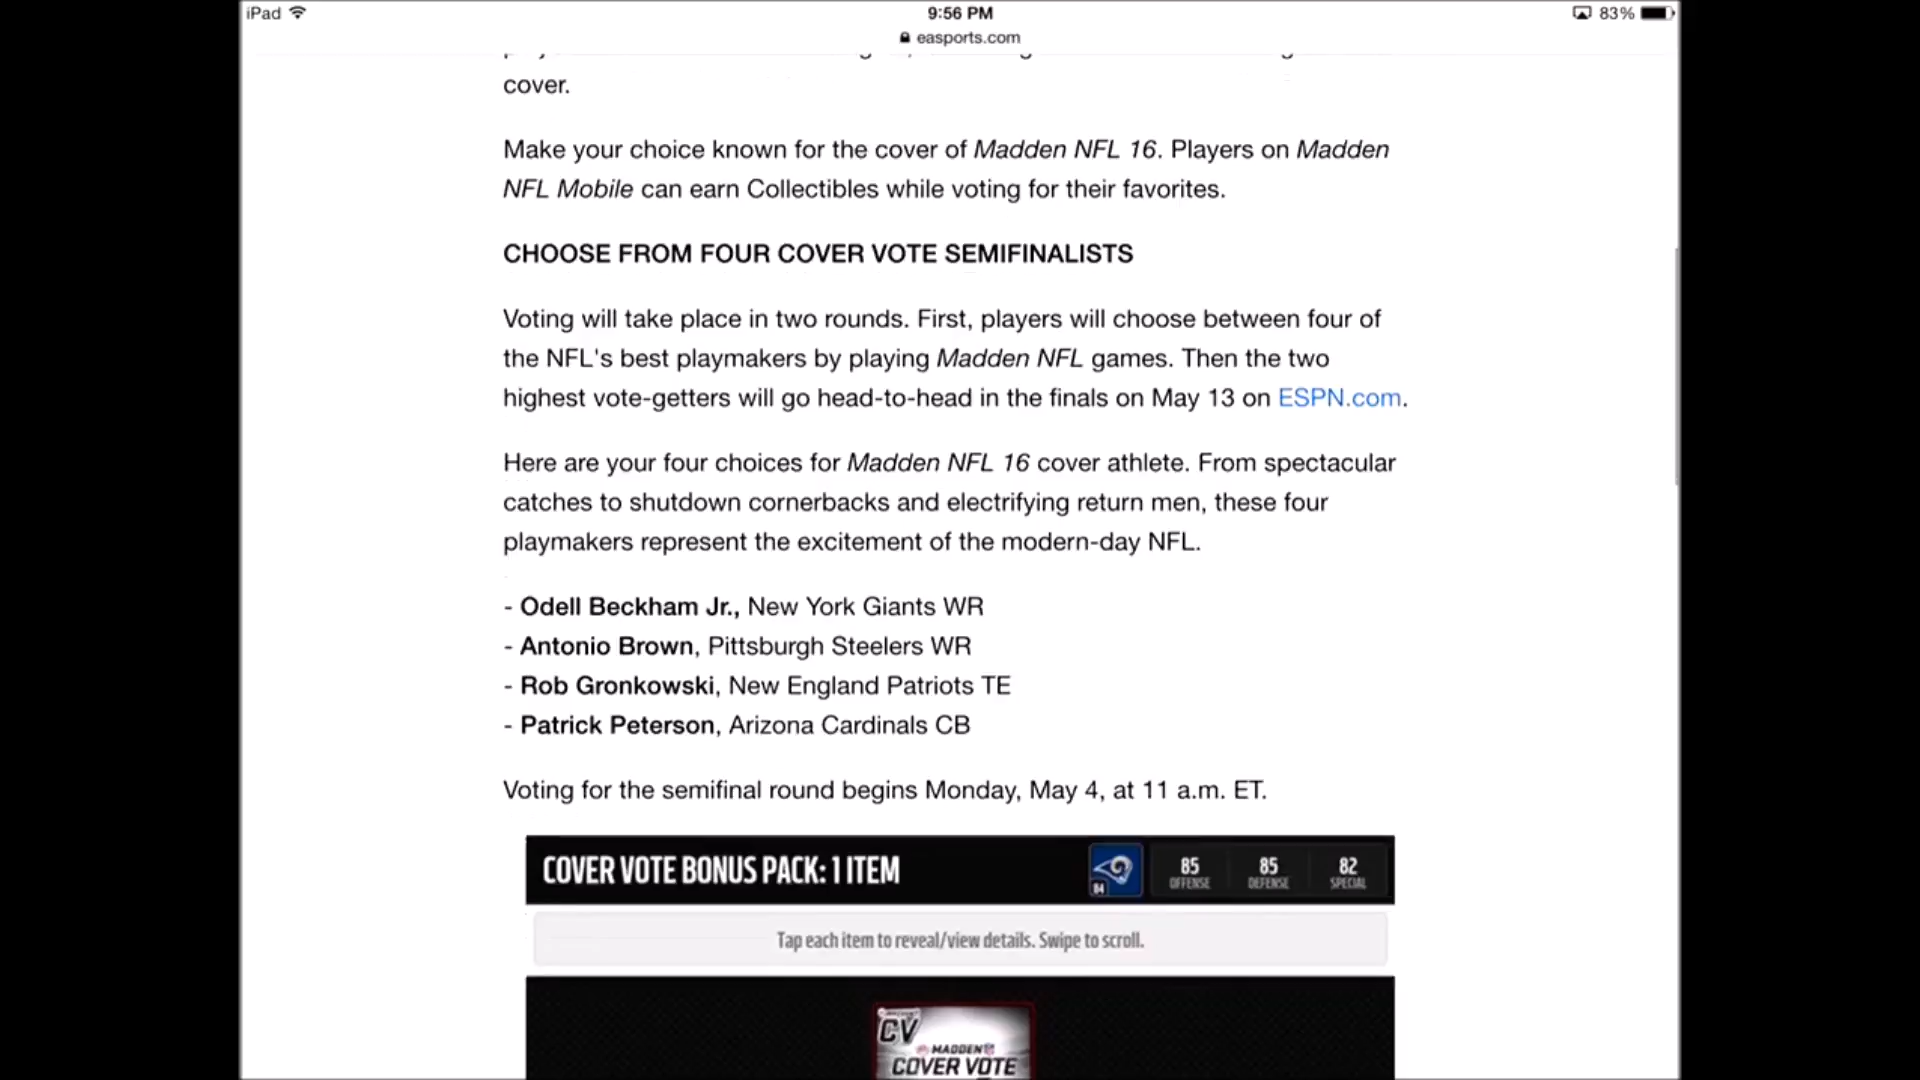 iPad
9:56 PM
83%
easports.com
cover.
Make your choice known for the cover of Madden NFL 16. Players on Madden
NFL Mobile can earn Collectibles while voting for their favorites.
CHOOSE FROM FOUR COVER VOTE SEMIFINALISTS
Voting will take place in two rounds. First, players will choose between four of
the NFL's best playmakers by playing Madden NFL games. Then the two
highest vote-getters will go head-to-head in the finals on May 13 on ESPN.com.
Here are your four choices for Madden NFL 16 cover athlete. From spectacular
catches to shutdown cornerbacks and electrifying return men, these four
playmakers represent the excitement of the modern-day NFL.
- Odell Beckham Jr., New York Giants WR
- Antonio Brown, Pittsburgh Steelers WR
- Rob Gronkowski, New England Patriots TE
- Patrick Peterson, Arizona Cardinals CB
Voting for the semifinal round begins Monday, May 4, at 11 a.m. ET.
COVER VOTE BONUS PACK: 1 ITEM
84
85 85 82
OFFENSE DEFENSE SPECIAL
Tap each item to reveal/view details. Swipe to scroll.
CV
MADDEN
COVER VOTE